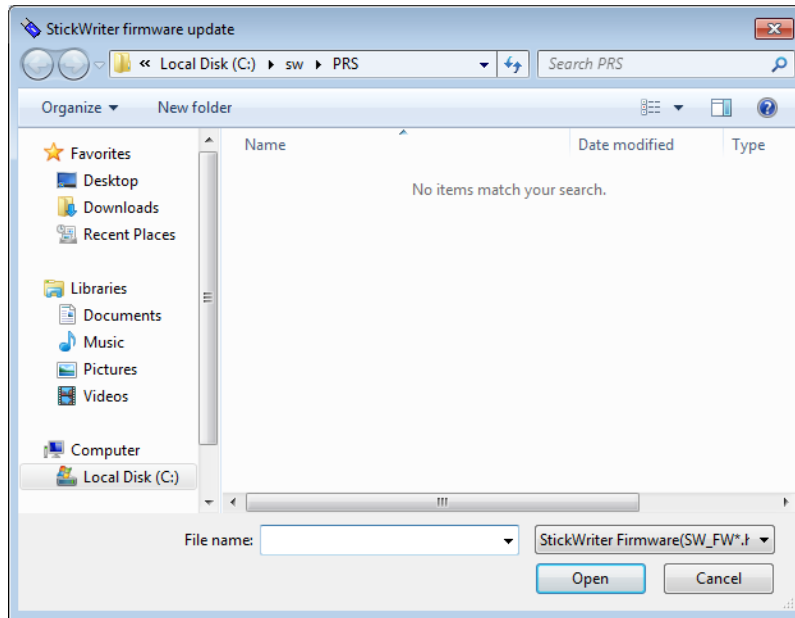 StickWriter firmware update
« Local Disk (C:) ▸ sw ▸ PRS
Search PRS
Organize
New folder
Name
Date modified
Type
No items match your search.
Favorites
Desktop
Downloads
Recent Places
Libraries
Documents
Music
Pictures
Videos
Computer
Local Disk (C:)
File name:
StickWriter Firmware(SW_FW*.h
Open
Cancel